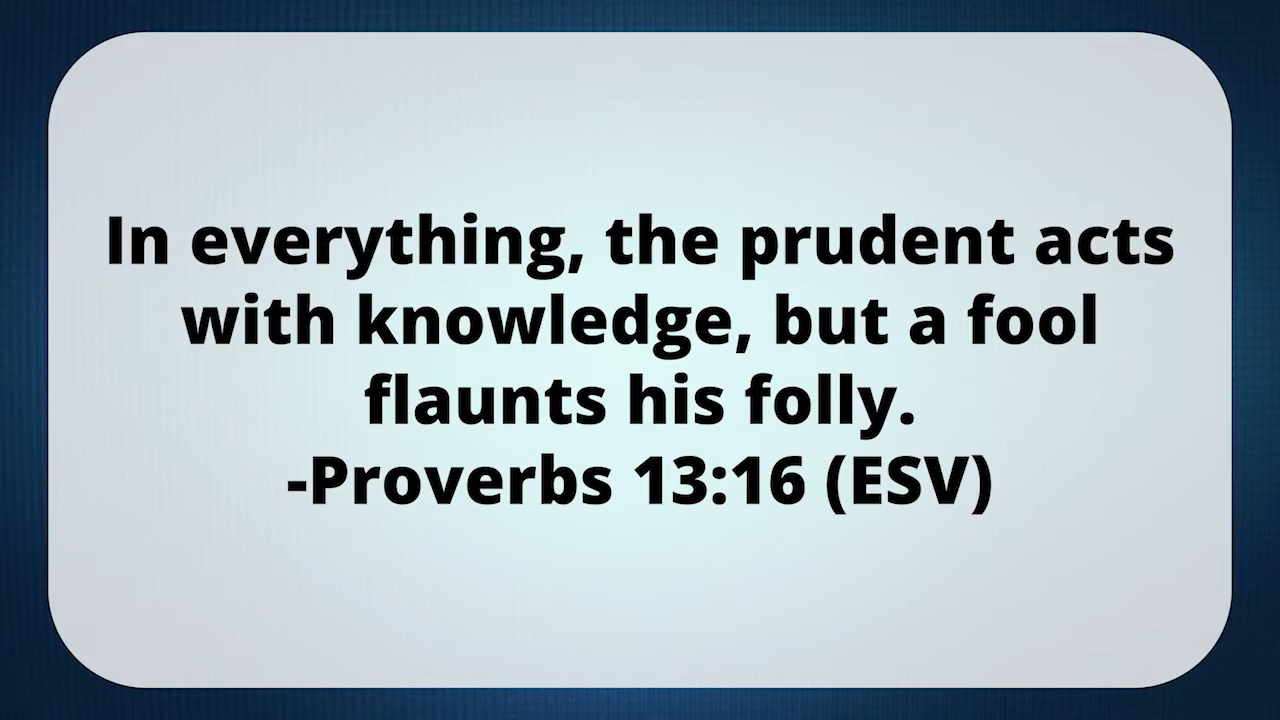 In everything, the prudent acts
with knowledge, but a fool
flaunts his folly.
-Proverbs 13:16 (ESV)